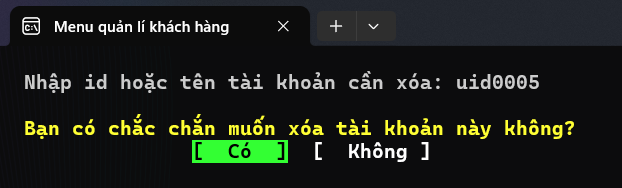 Menu quản lí khách hàng
Nhập id hoặc tên tài khoản cần xóa: uid0005
Bạn có chắc chắn muốn xóa tài khoản này không?
[  Có  ]  [  Không ]